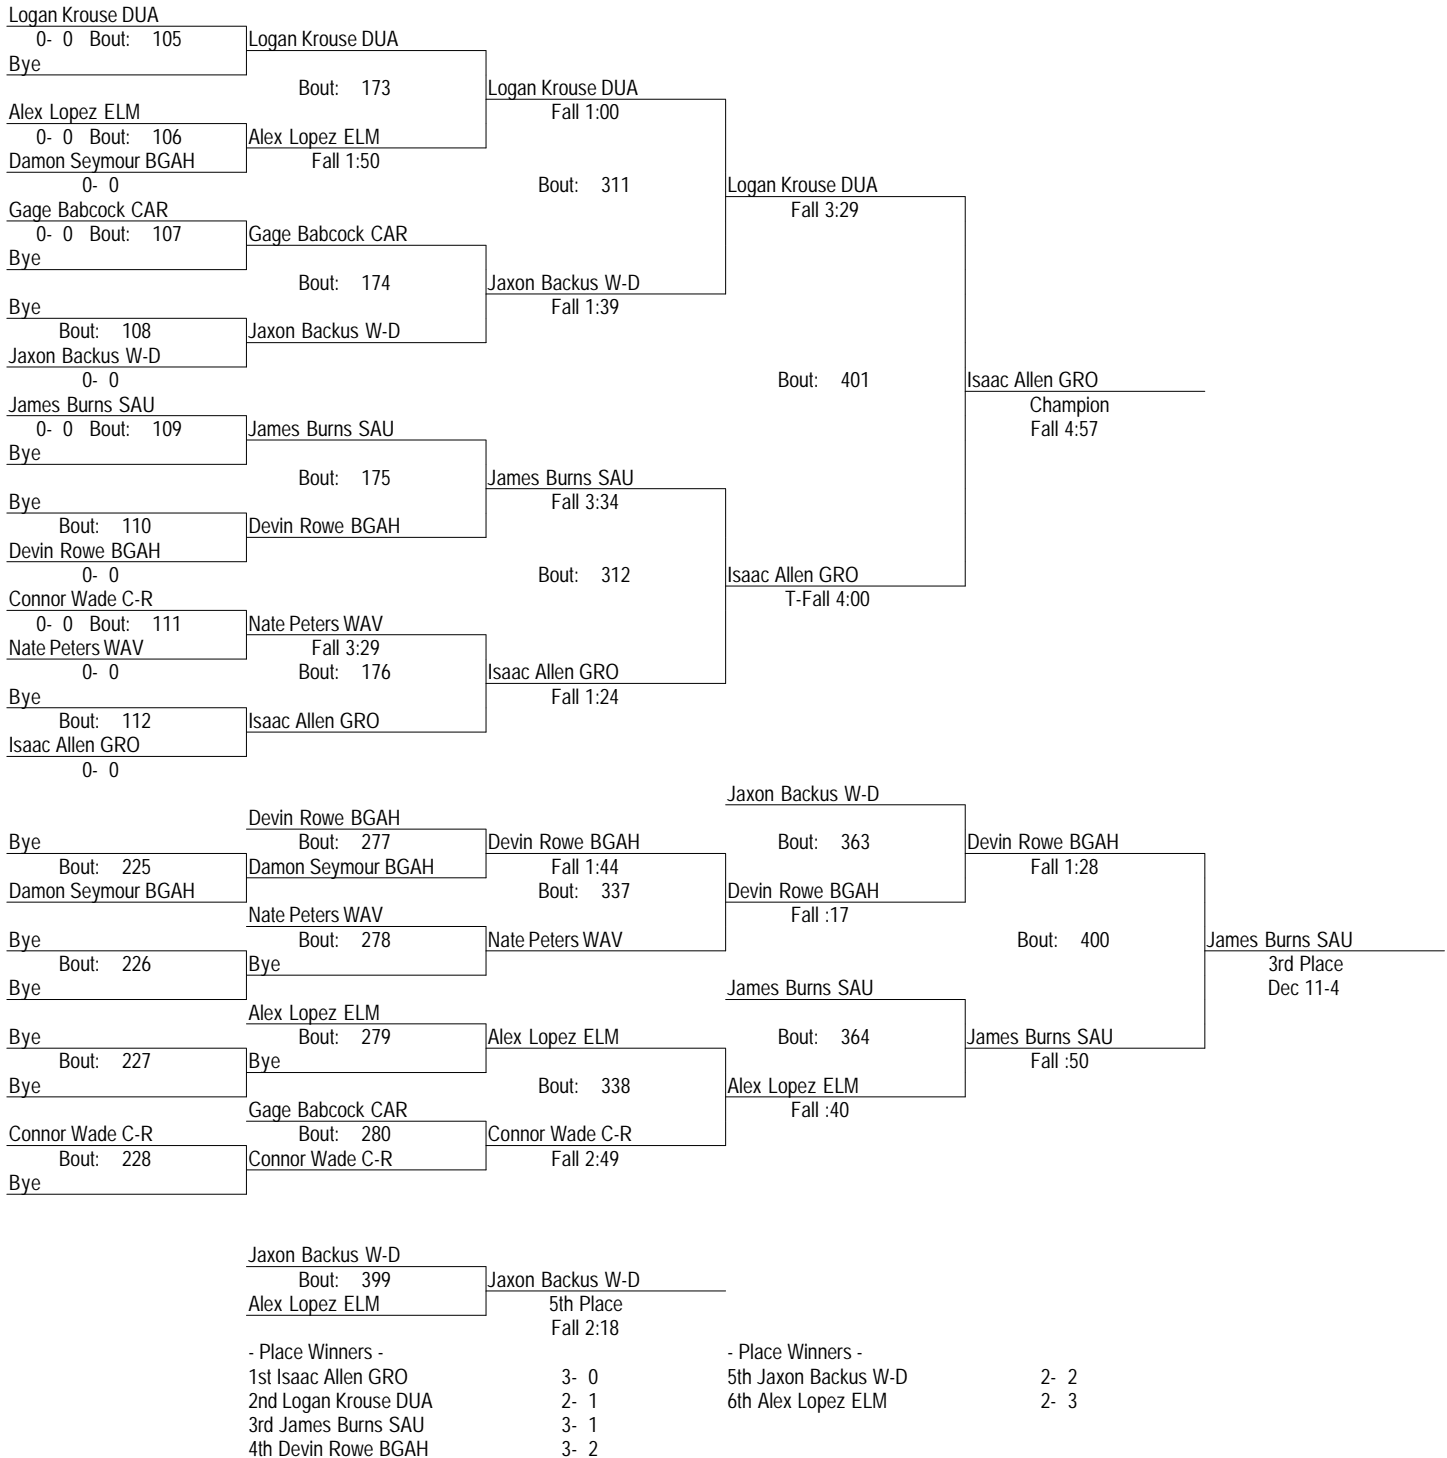 Logan Krouse DUA
0- 0 Bout: 105
Logan Krouse DUA
Bye
Bout: 173
Logan Krouse DUA
Alex Lopez ELM
Fall 1:00
0- 0 Bout: 106
Alex Lopez ELM
Damon Seymour BGAH
Fall 1:50
0- 0
Bout: 311
Logan Krouse DUA
Gage Babcock CAR
Fall 3:29
0- 0 Bout: 107
Gage Babcock CAR
Bye
Bout: 174
Jaxon Backus W-D
Bye
Fall 1:39
Bout: 108
Jaxon Backus W-D
Jaxon Backus W-D
0- 0
Bout: 401
Isaac Allen GRO
James Burns SAU
Champion
0- 0 Bout: 109
James Burns SAU
Fall 4:57
Bye
Bout: 175
James Burns SAU
Bye
Fall 3:34
Bout: 110
Devin Rowe BGAH
Devin Rowe BGAH
0- 0
Bout: 312
Isaac Allen GRO
Connor Wade C-R
T-Fall 4:00
0- 0 Bout: 111
Nate Peters WAV
Nate Peters WAV
Fall 3:29
0- 0
Bout: 176
Isaac Allen GRO
Bye
Fall 1:24
Bout: 112
Isaac Allen GRO
Isaac Allen GRO
0- 0
Jaxon Backus W-D
Devin Rowe BGAH
Bye
Bout: 277
Devin Rowe BGAH
Bout: 363
Devin Rowe BGAH
Bout: 225
Damon Seymour BGAH
Fall 1:44
Fall 1:28
Damon Seymour BGAH
Bout: 337
Devin Rowe BGAH
Nate Peters WAV
Fall :17
Bye
Bout: 278
Nate Peters WAV
Bout: 400
James Burns SAU
Bout: 226
Bye
3rd Place
Bye
James Burns SAU
Dec 11-4
Alex Lopez ELM
Bye
Bout: 279
Alex Lopez ELM
Bout: 364
James Burns SAU
Bout: 227
Bye
Fall :50
Bye
Bout: 338
Alex Lopez ELM
Gage Babcock CAR
Fall :40
Connor Wade C-R
Bout: 280
Connor Wade C-R
Bout: 228
Connor Wade C-R
Fall 2:49
Bye
Jaxon Backus W-D
Bout: 399
Jaxon Backus W-D
Alex Lopez ELM
5th Place
Fall 2:18
- Place Winners -
1st Isaac Allen GRO 3- 0
2nd Logan Krouse DUA 2- 1
3rd James Burns SAU 3- 1
4th Devin Rowe BGAH 3- 2
- Place Winners -
5th Jaxon Backus W-D 2- 2
6th Alex Lopez ELM 2- 3